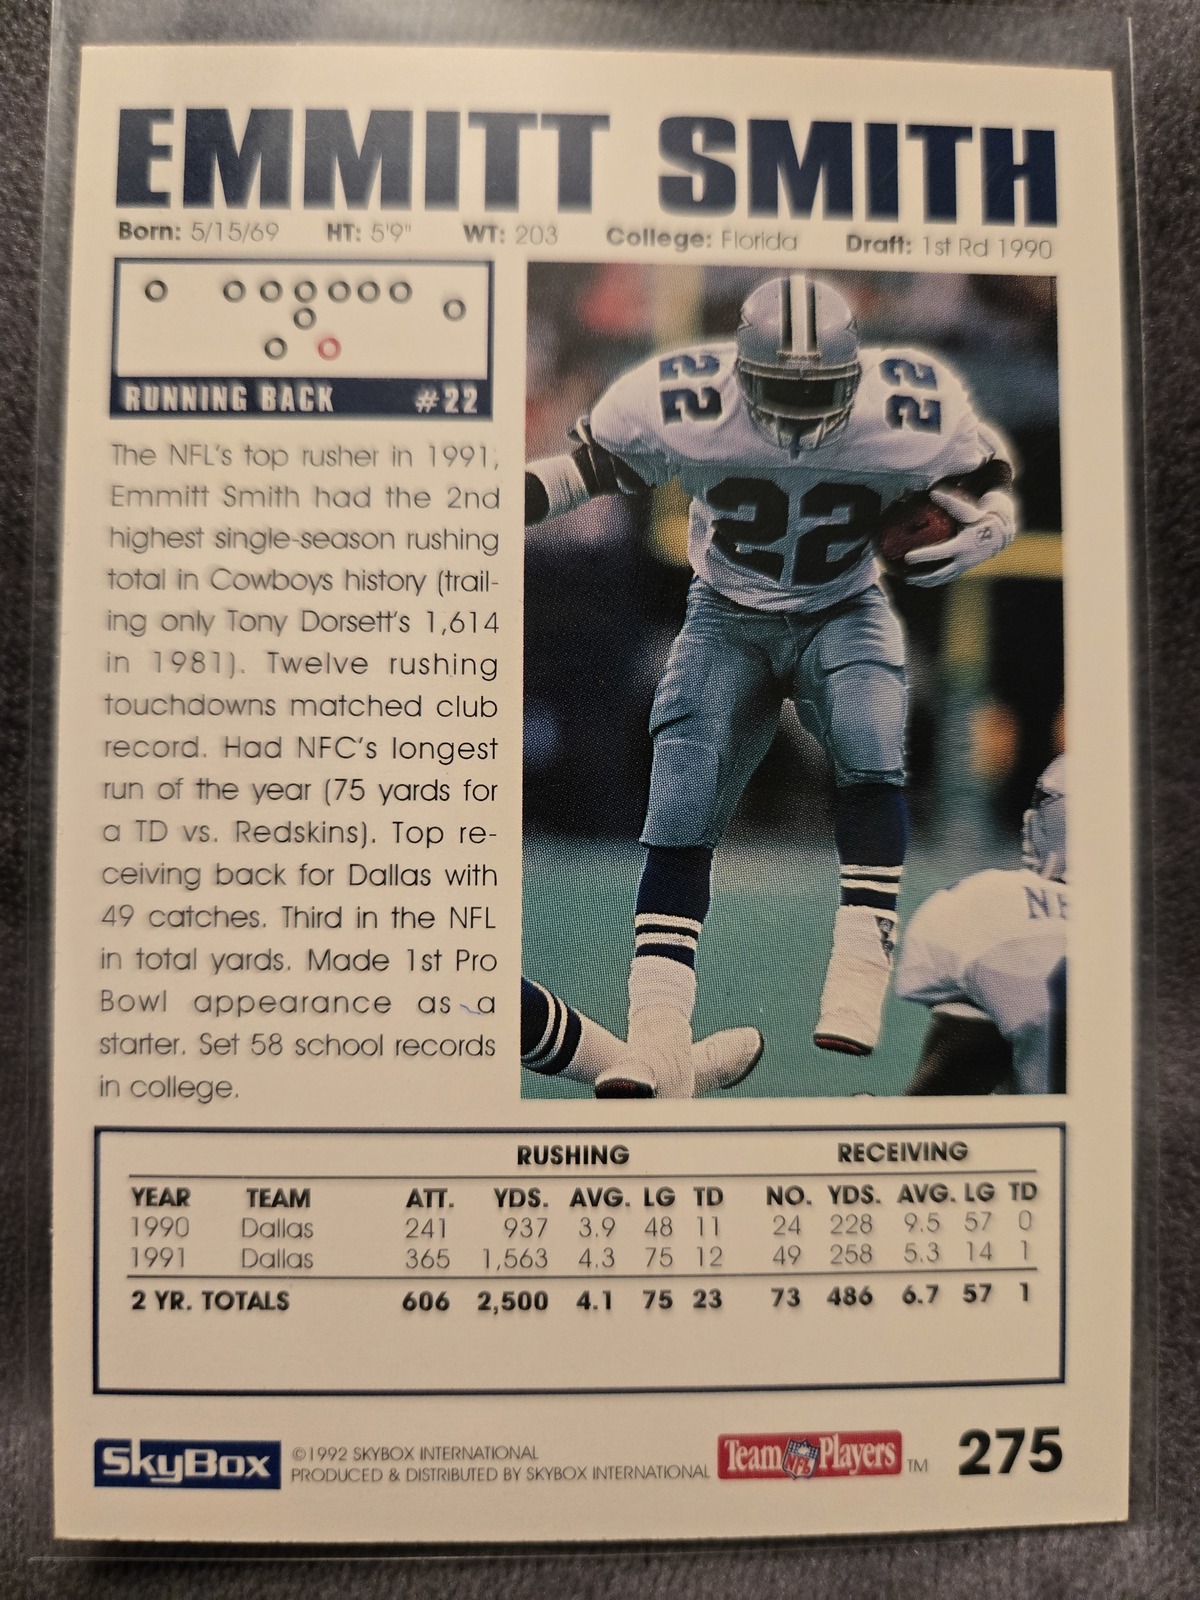 EMMITT SMITH
Born: 5/15/69 HT: 5'9" WT: 203 College: Florida Draft: 1st Rd 1990
RUNNING BACK #22
The NFL's top rusher in 1991,
Emmitt Smith had the 2nd
highest single-season rushing
total in Cowboys history (trail-
ing only Tony Dorsett's 1,614
in 1981). Twelve rushing
touchdowns matched club
record. Had NFC's longest
run of the year (75 yards for
a TD vs. Redskins). Top re-
ceiving back for Dallas with
49 catches. Third in the NFL
in total yards. Made 1st Pro
Bowl appearance as a
starter. Set 58 school records
in college.
22 22
22
RUSHING RECEIVING
YEAR TEAM ATT. YDS. AVG. LG TD NO. YDS. AVG. LG TD
1990 Dallas 241 937 3.9 48 11 24 228 9.5 57 0
1991 Dallas 365 1,563 4.3 75 12 49 258 5.3 14 1
2 YR. TOTALS 606 2,500 4.1 75 23 73 486 6.7 57 1
SkyBox ©1992 SKYBOX INTERNATIONAL
PRODUCED & DISTRIBUTED BY SKYBOX INTERNATIONAL
Team NFL Players TM 275